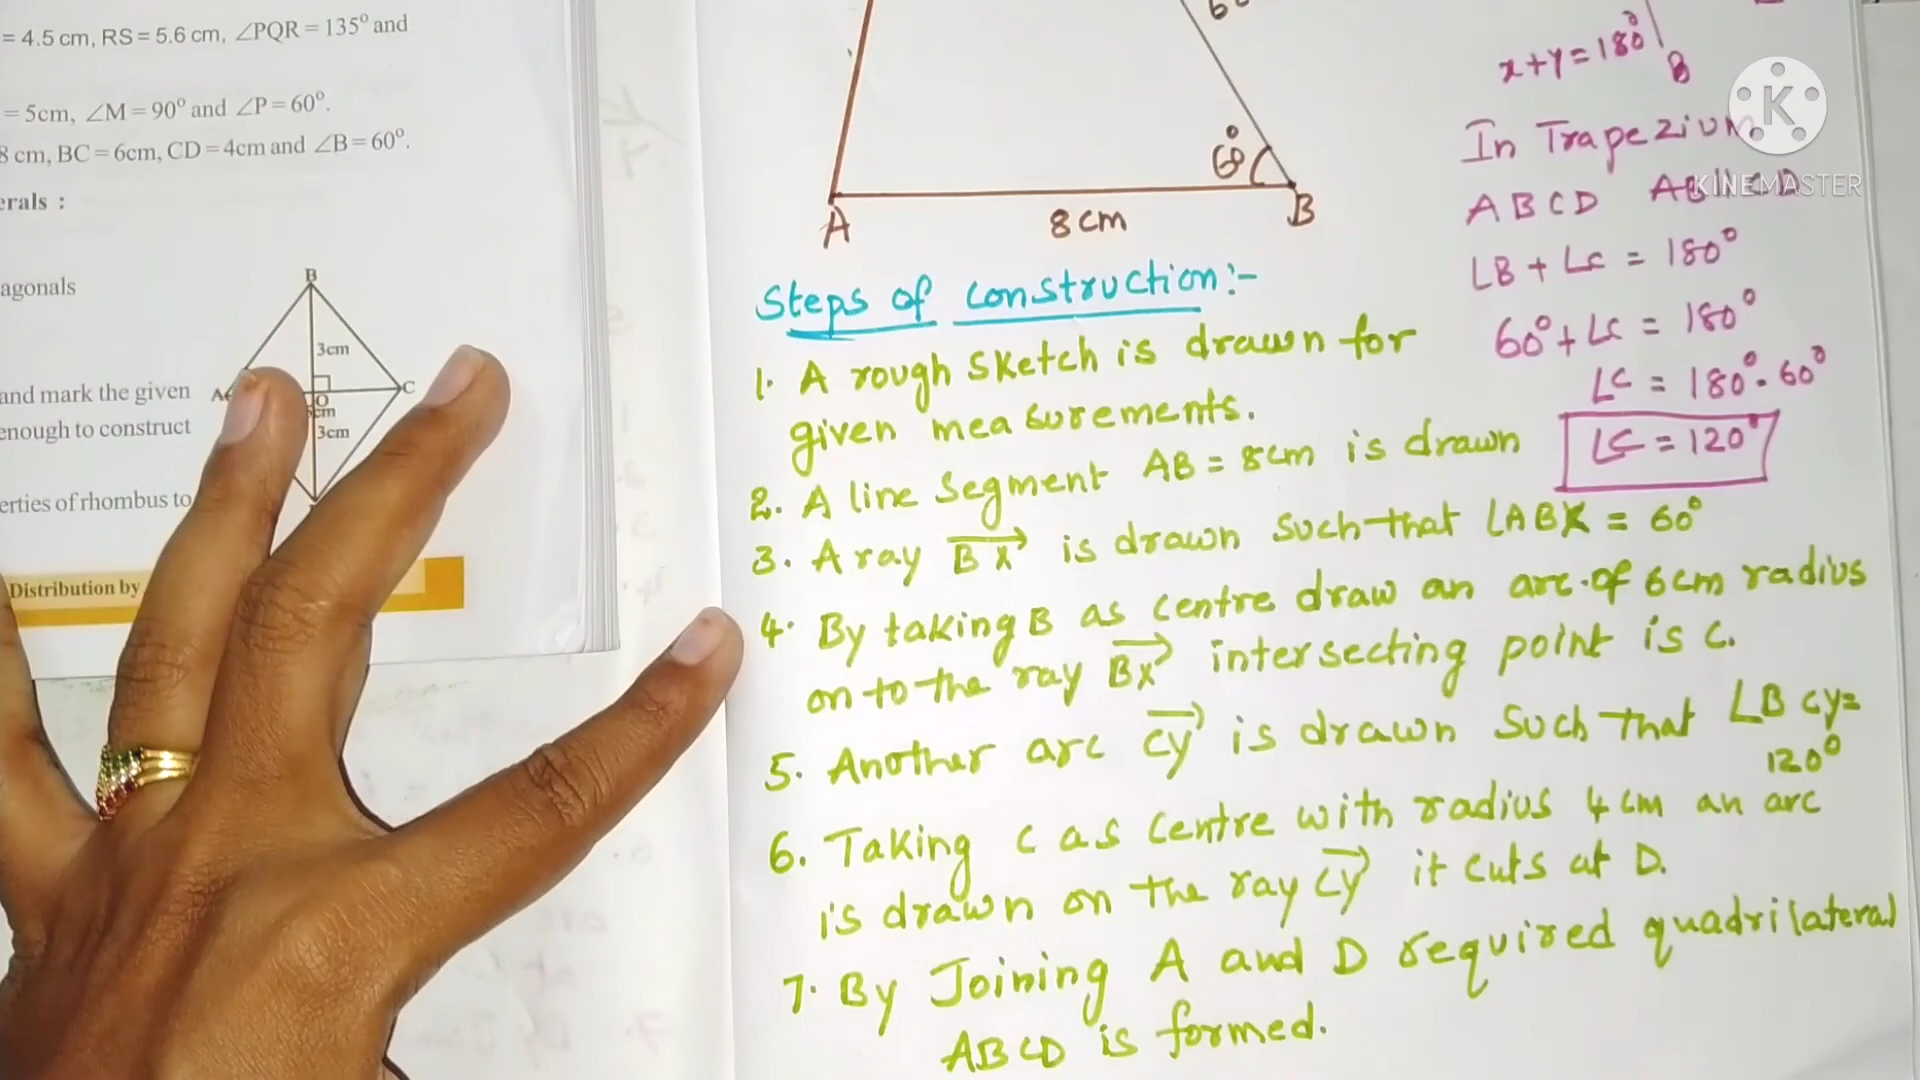 = 4.5 cm, RS = 5.6 cm, ∠PQR = 135° and
= 5cm, ∠M = 90° and ∠P = 60°.
8 cm, BC = 6cm, CD = 4cm and ∠B = 60°.
erals :
agonals
and mark the given
enough to construct
erties of rhombus to
B
3cm
A
C
O
cm
3cm
Distribution by
60°
A
8 cm
B
x+y=180°
B
In Trapezium
ABCD AB||CD
∠B + ∠C = 180°
60° + ∠C = 180°
∠C = 180° - 60°
∠C = 120°
K
KINEMASTER
Steps of construction:-
1. A rough sketch is drawn for
given measurements.
2. A line segment AB = 8cm is drawn
3. A ray BX is drawn such that ∠ABX = 60°
4. By taking B as centre draw an arc of 6cm radius
on to the ray BX intersecting point is C.
5. Another arc CY is drawn such that ∠BCY=
120°
6. Taking C as centre with radius 4cm an arc
is drawn on the ray CY it cuts at D.
7. By Joining A and D required quadrilateral
ABCD is formed.